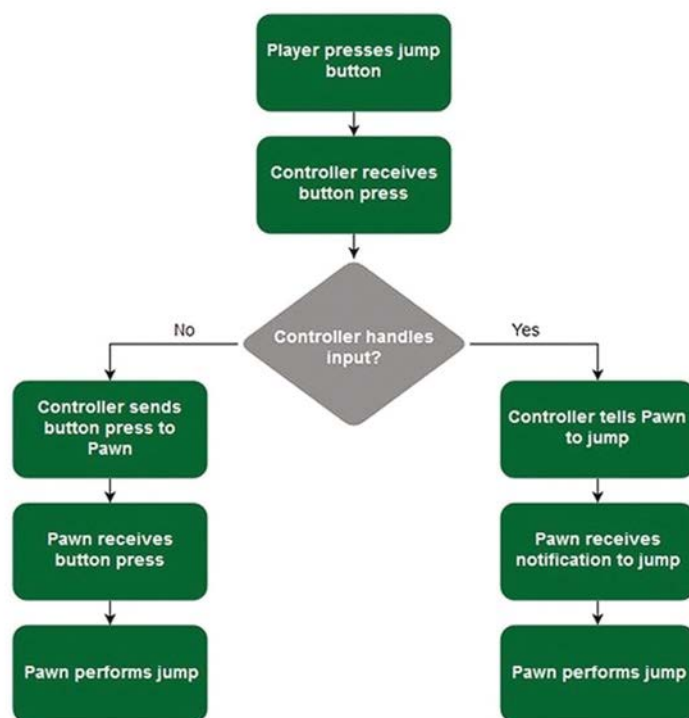 Player presses jump
button
Controller receives
button press
Controller handles
input?
No
Yes
Controller sends
button press to
Pawn
Controller tells Pawn
to jump
Pawn receives
button press
Pawn receives
notification to jump
Pawn performs jump
Pawn performs jump